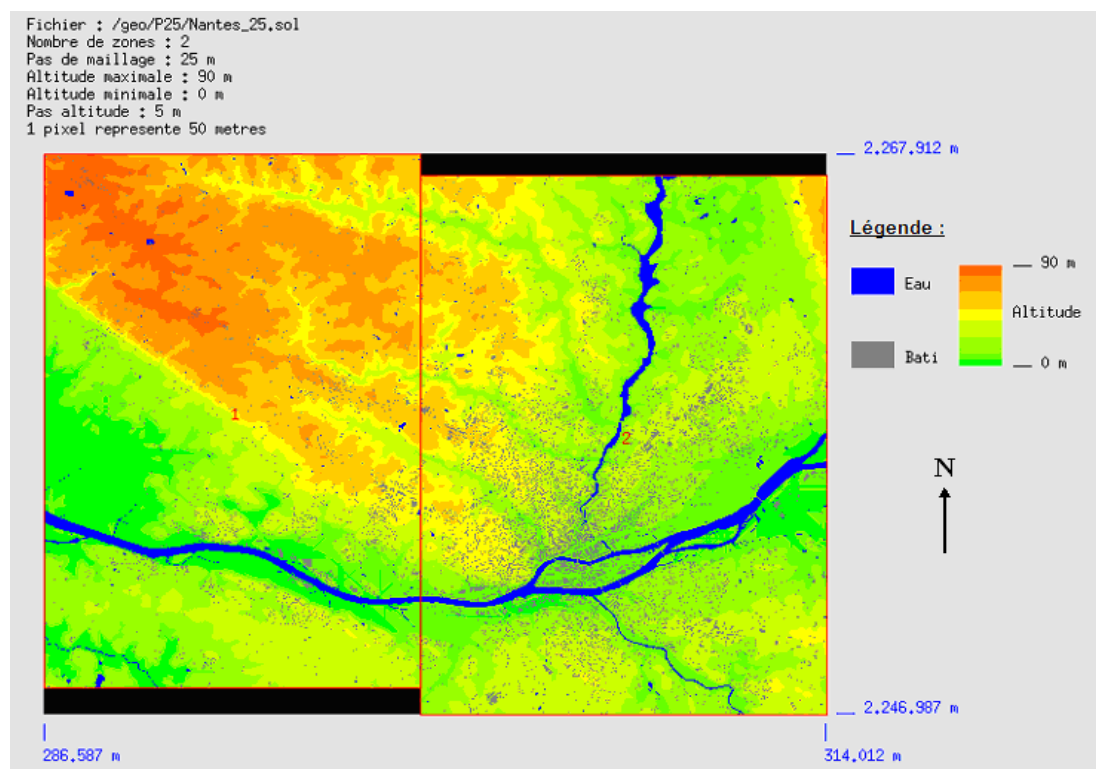 Fichier : /geo/P25/Nantes_25.sol
Nombre de zones : 2
Pas de maillage : 25 m
Altitude maximale : 90 m
Altitude minimale : 0 m
Pas altitude : 5 m
1 pixel represente 50 metres
2.267.912 m
Légende :
Eau
90 m
Altitude
Bati
0 m
1
2
N
2.246.987 m
286.587 m
314.012 m